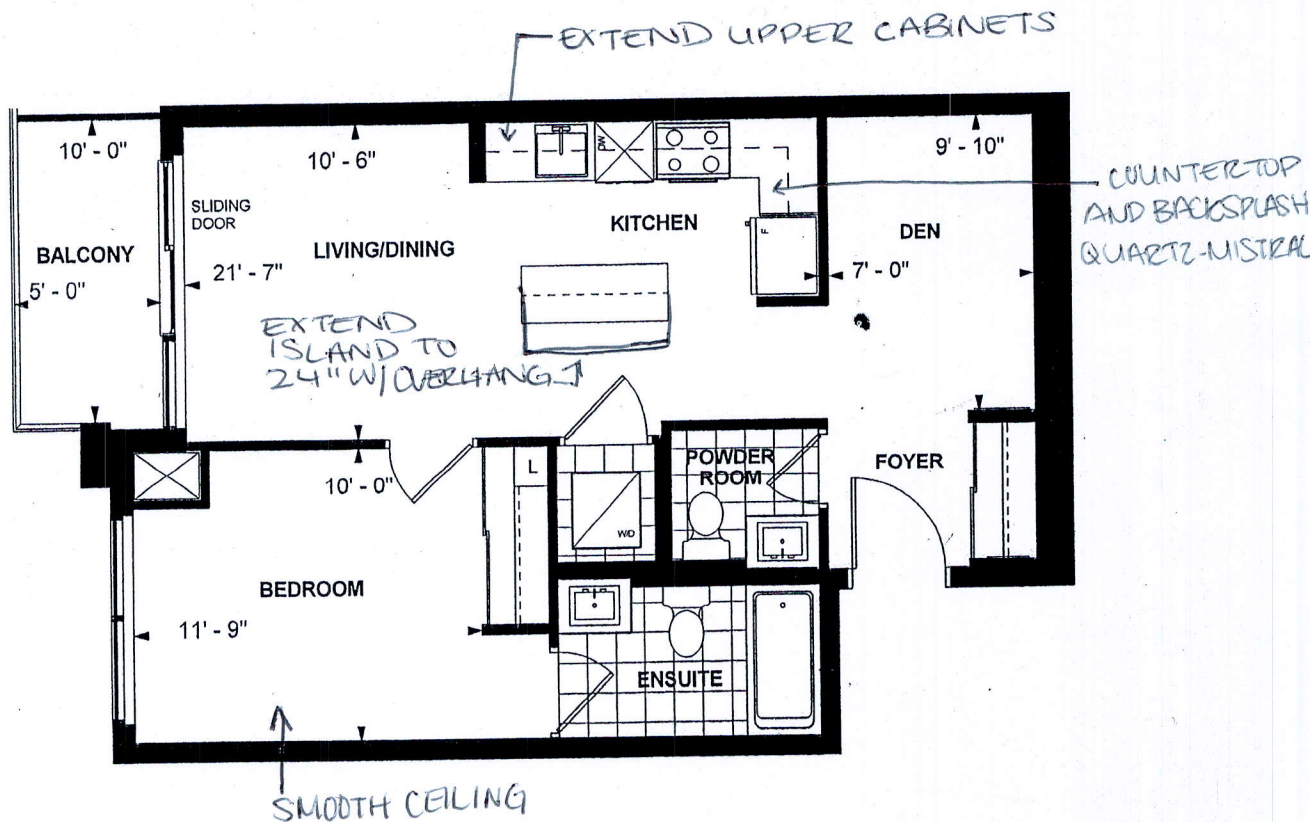 EXTEND UPPER CABINETS
10' - 0"
10' - 6"
DW
9' - 10"
COUNTERTOP
AND BACKSPLASH
QUARTZ-MISTRAL
SLIDING
DOOR
KITCHEN
F
DEN
BALCONY
LIVING/DINING
5' - 0"
21' - 7"
7' - 0"
EXTEND
ISLAND TO
24" W/OVERHANG
L
POWDER
ROOM
FOYER
10' - 0"
W/D
BEDROOM
11' - 9"
ENSUITE
SMOOTH CEILING